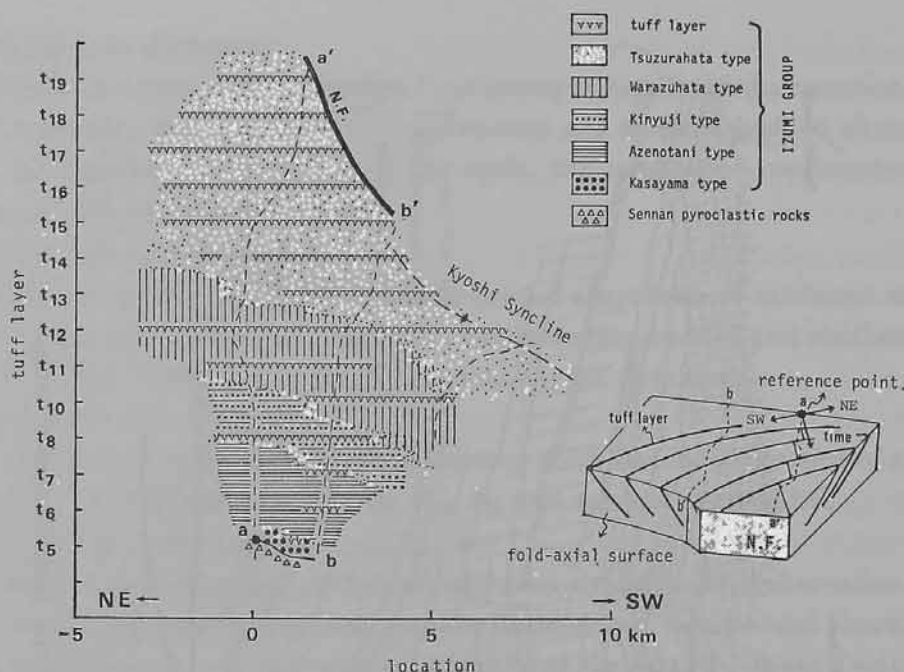 vvv tuff layer
Tsuzurahata type
Warazuhata type
Kinyuji type
Azenotani type
Kasayama type
Sennan pyroclastic rocks
IZUMI GROUP
tuff layer
t19
t18
t17
t16
t15
t14
t13
t12
t11
t10
t8
t7
t6
t5
a'
N.F.
b'
Kyoshi Syncline
a
b
NE
SW
-5
0
5
10 km
location
reference point
b
a
NE
SW
tuff layer
time
b'
a'
N.F.
fold-axial surface